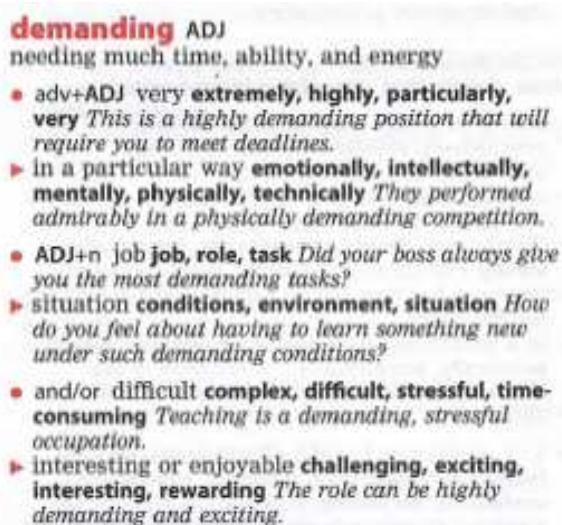 demanding ADJ
needing much time, ability, and energy
• adv+ADJ very extremely, highly, particularly,
very This is a highly demanding position that will
require you to meet deadlines.
▶ in a particular way emotionally, intellectually,
mentally, physically, technically They performed
admirably in a physically demanding competition.
• ADJ+n job job, role, task Did your boss always give
you the most demanding tasks?
▶ situation conditions, environment, situation How
do you feel about having to learn something new
under such demanding conditions?
• and/or difficult complex, difficult, stressful, time-
consuming Teaching is a demanding, stressful
occupation.
▶ interesting or enjoyable challenging, exciting,
interesting, rewarding The role can be highly
demanding and exciting.